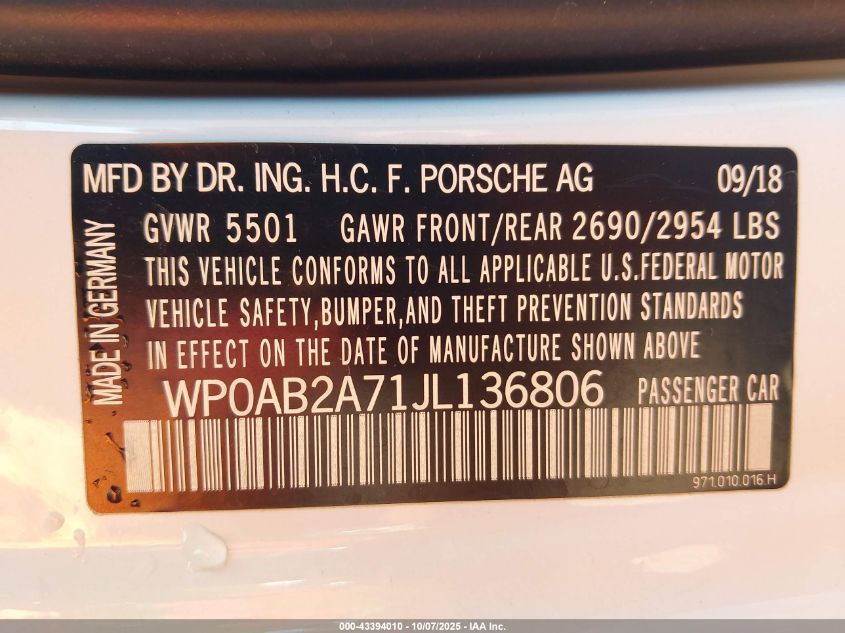 MFD BY DR. ING. H.C. F. PORSCHE AG 09/18
GVWR 5501 GAWR FRONT/REAR 2690/2954 LBS
THIS VEHICLE CONFORMS TO ALL APPLICABLE U.S.FEDERAL MOTOR
VEHICLE SAFETY,BUMPER,AND THEFT PREVENTION STANDARDS
IN EFFECT ON THE DATE OF MANUFACTURE SHOWN ABOVE
WP0AB2A71JL136806 PASSENGER CAR
MADE IN GERMANY
971.010.016.H
000-43394010 - 10/07/2025 - IAA Inc.